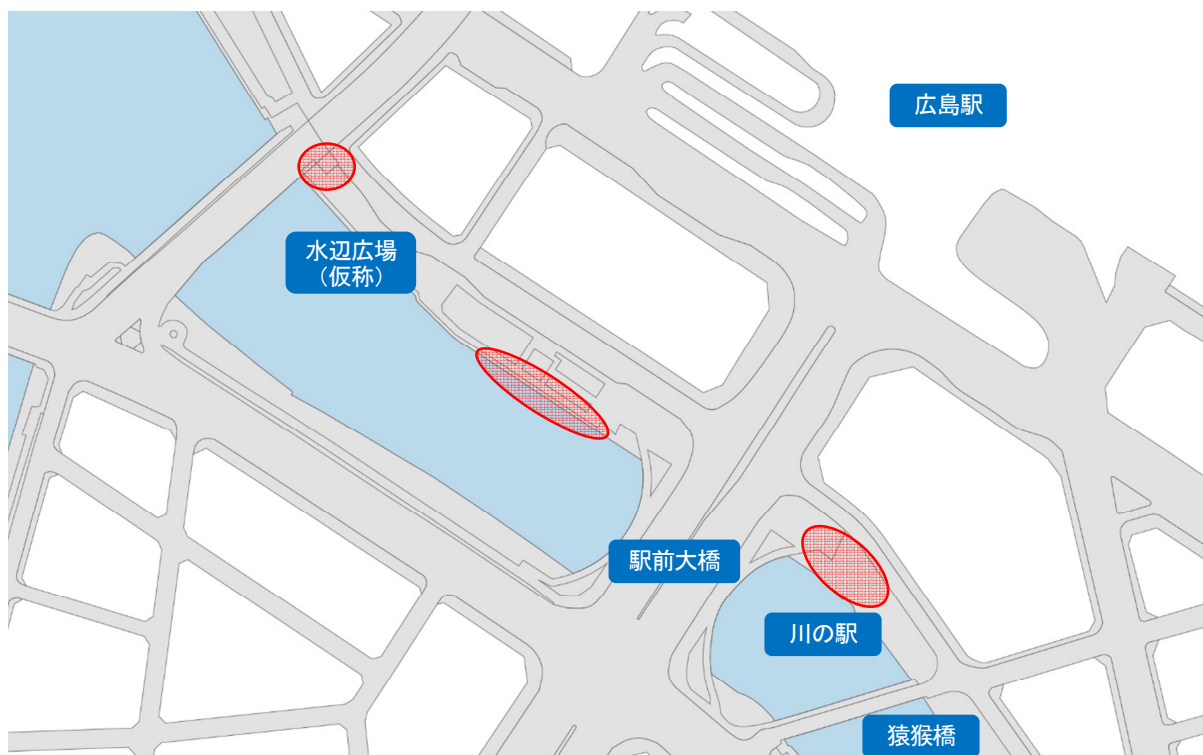 広島駅
水辺広場
（仮称）
駅前大橋
川の駅
猿猴橋